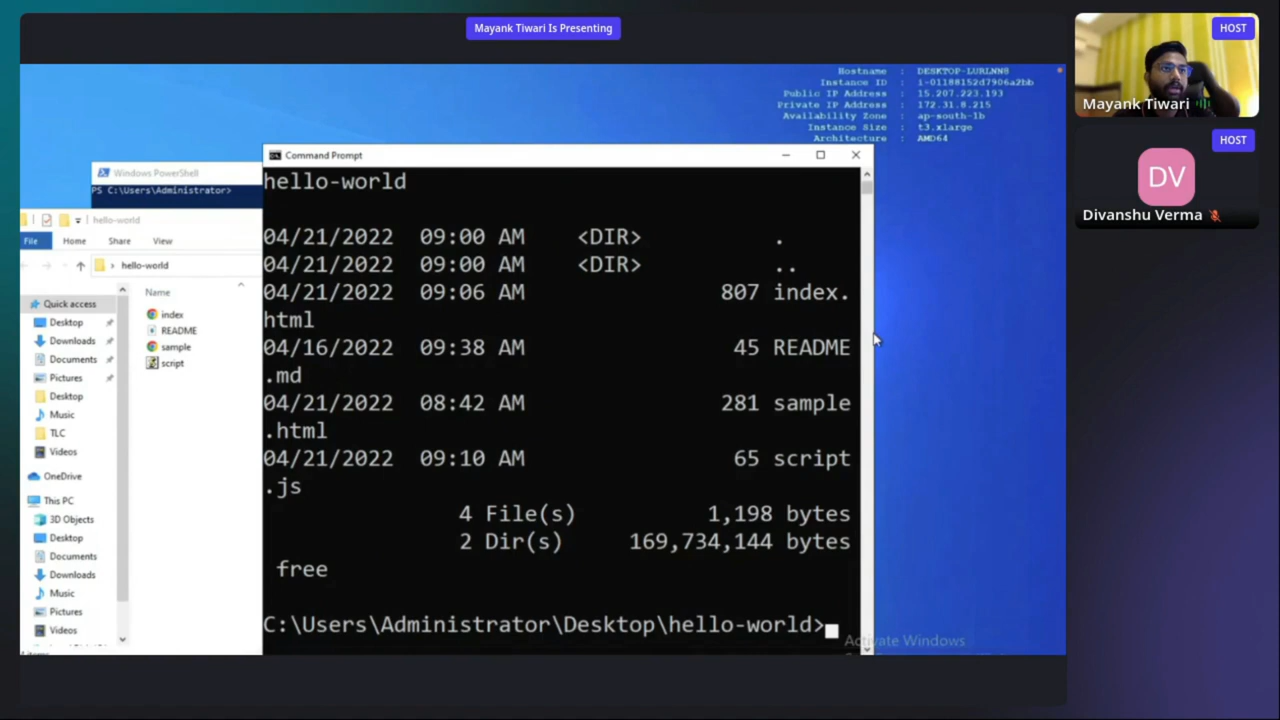 Mayank Tiwari Is Presenting
HOST
Mayank Tiwari
HOST
DV
Divanshu Verma
Hostname : DESKTOP-LURLNN8
Instance ID : i-01188152d7906a2bb
Public IP Address : 15.207.223.193
Private IP Address : 172.31.8.215
Availability Zone : ap-south-1b
Instance Size : t3.xlarge
Architecture : AMD64
Windows PowerShell
PS C:\Users\Administrator>
hello-world
File Home Share View
hello-world
Quick access
Desktop
Downloads
Documents
Pictures
Desktop
Music
TLC
Videos
OneDrive
This PC
3D Objects
Desktop
Documents
Downloads
Music
Pictures
Videos
Name
index
README
sample
script
Command Prompt
hello-world
04/21/2022 09:00 AM <DIR> .
04/21/2022 09:00 AM <DIR> ..
04/21/2022 09:06 AM 807 index.
html
04/16/2022 09:38 AM 45 README
.md
04/21/2022 08:42 AM 281 sample
.html
04/21/2022 09:10 AM 65 script
.js
4 File(s) 1,198 bytes
2 Dir(s) 169,734,144 bytes
free
C:\Users\Administrator\Desktop\hello-world>
Activate Windows